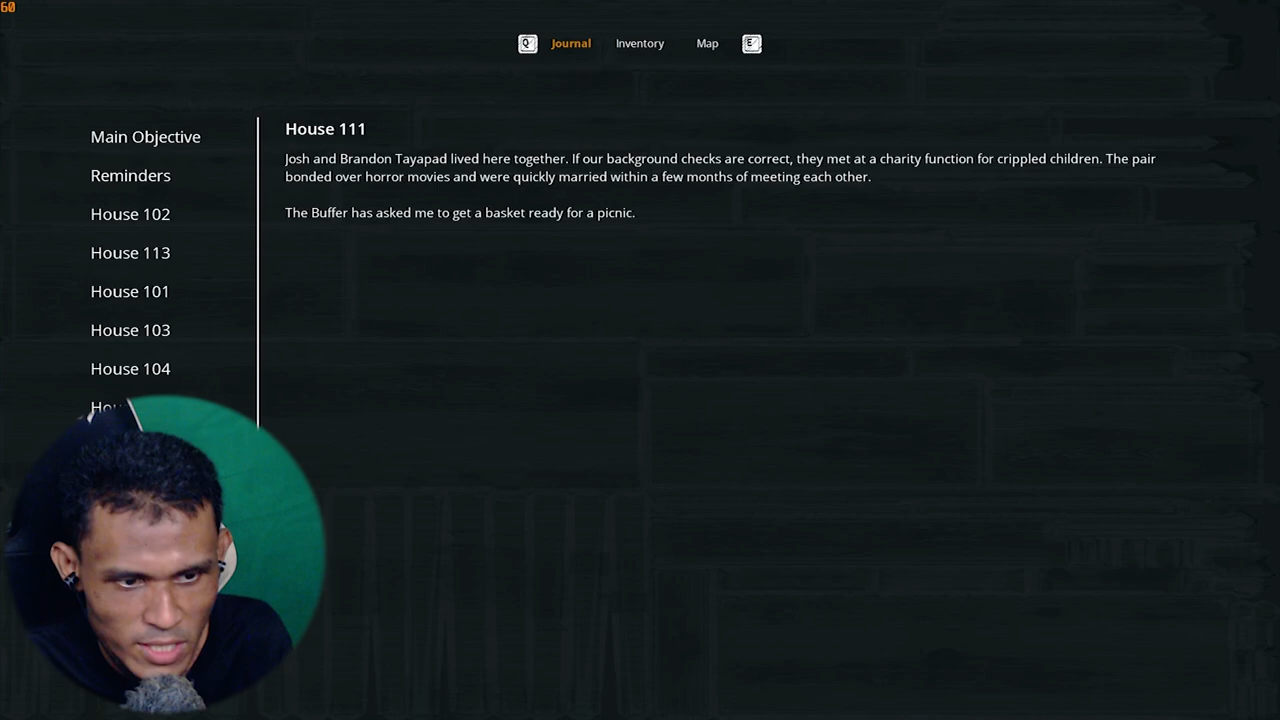 60
Q Journal Inventory Map E
Main Objective
Reminders
House 102
House 113
House 101
House 103
House 104
House 111
Josh and Brandon Tayapad lived here together. If our background checks are correct, they met at a charity function for crippled children. The pair
bonded over horror movies and were quickly married within a few months of meeting each other.
The Buffer has asked me to get a basket ready for a picnic.